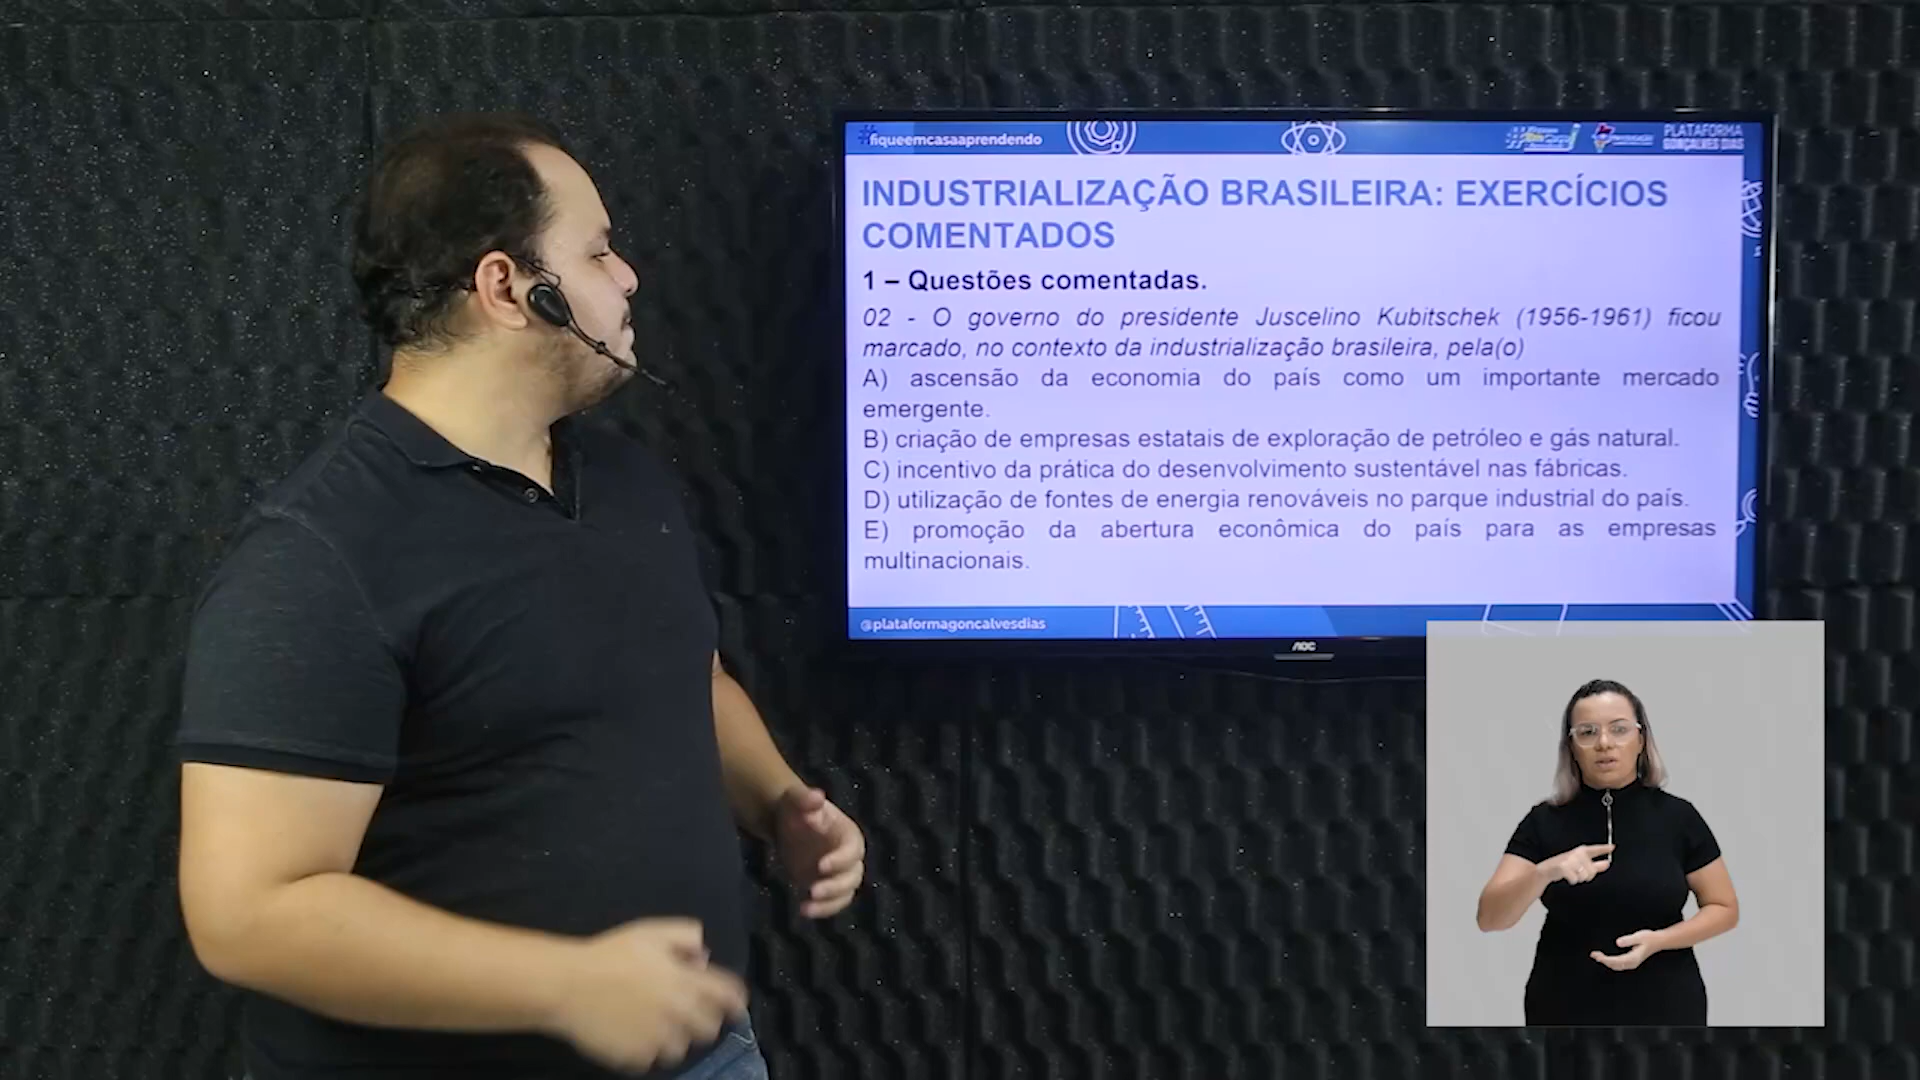 #fiqueemcasaaprendendo
PLATAFORMA
GONÇALVES DIAS
INDUSTRIALIZAÇÃO BRASILEIRA: EXERCÍCIOS
COMENTADOS
1 – Questões comentadas.
02 - O governo do presidente Juscelino Kubitschek (1956-1961) ficou
marcado, no contexto da industrialização brasileira, pela(o)
A) ascensão da economia do país como um importante mercado
emergente.
B) criação de empresas estatais de exploração de petróleo e gás natural.
C) incentivo da prática do desenvolvimento sustentável nas fábricas.
D) utilização de fontes de energia renováveis no parque industrial do país.
E) promoção da abertura econômica do país para as empresas
multinacionais.
@plataformagoncalvesdias
AOC